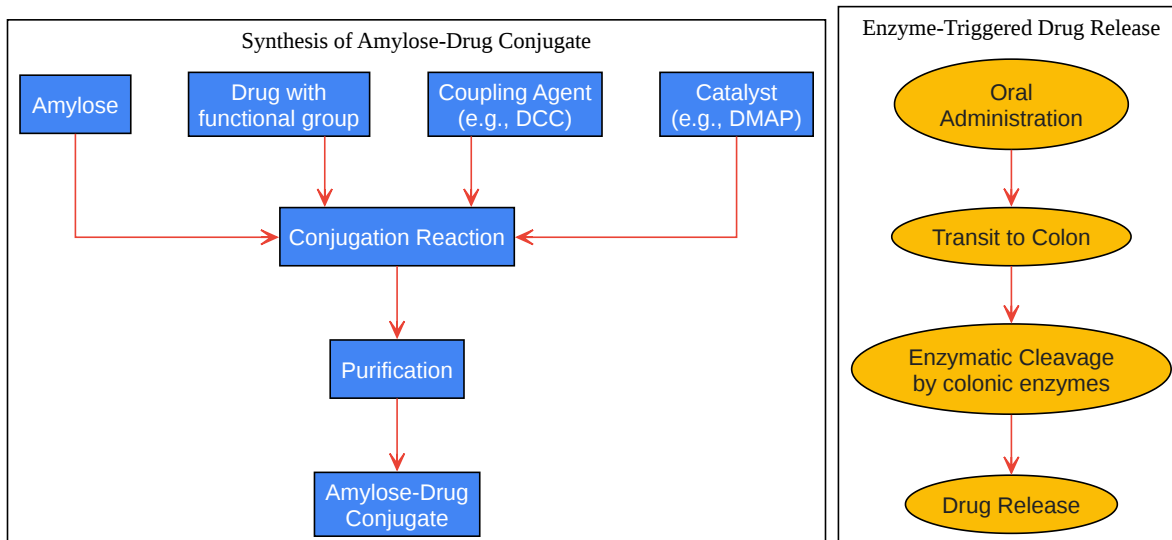 Synthesis of Amylose-Drug Conjugate
Amylose
Drug with
functional group
Coupling Agent
(e.g., DCC)
Catalyst
(e.g., DMAP)
Conjugation Reaction
Purification
Amylose-Drug
Conjugate
Enzyme-Triggered Drug Release
Oral
Administration
Transit to Colon
Enzymatic Cleavage
by colonic enzymes
Drug Release